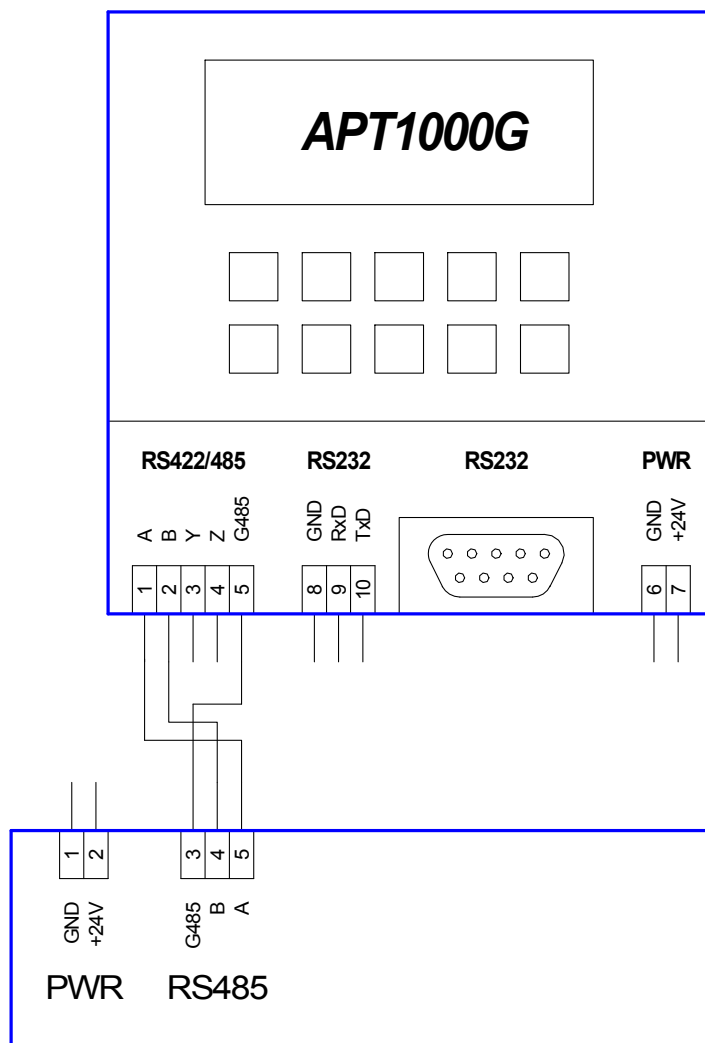 APT1000G
RS422/485 RS232 RS232 PWR
A B Y Z G485 GND RxD TxD GND +24V
1 2 3 4 5 8 9 10 6 7
1 2 3 4 5
GND +24V G485 B A
PWR RS485